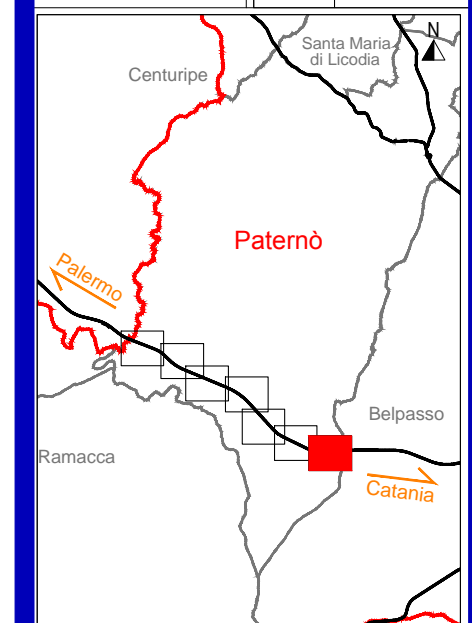 N
Santa Maria
di Licodia
Centuripe
Paternò
Palermo
Belpasso
Ramacca
Catania